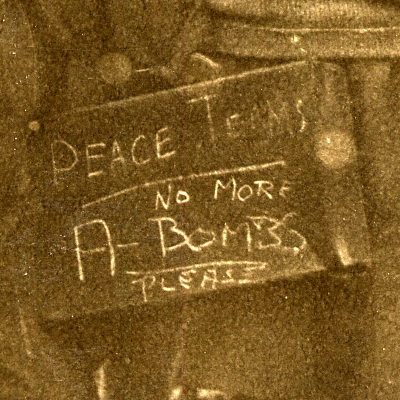 PEACE TERMS
NO MORE
A-BOMBS
PLEASE